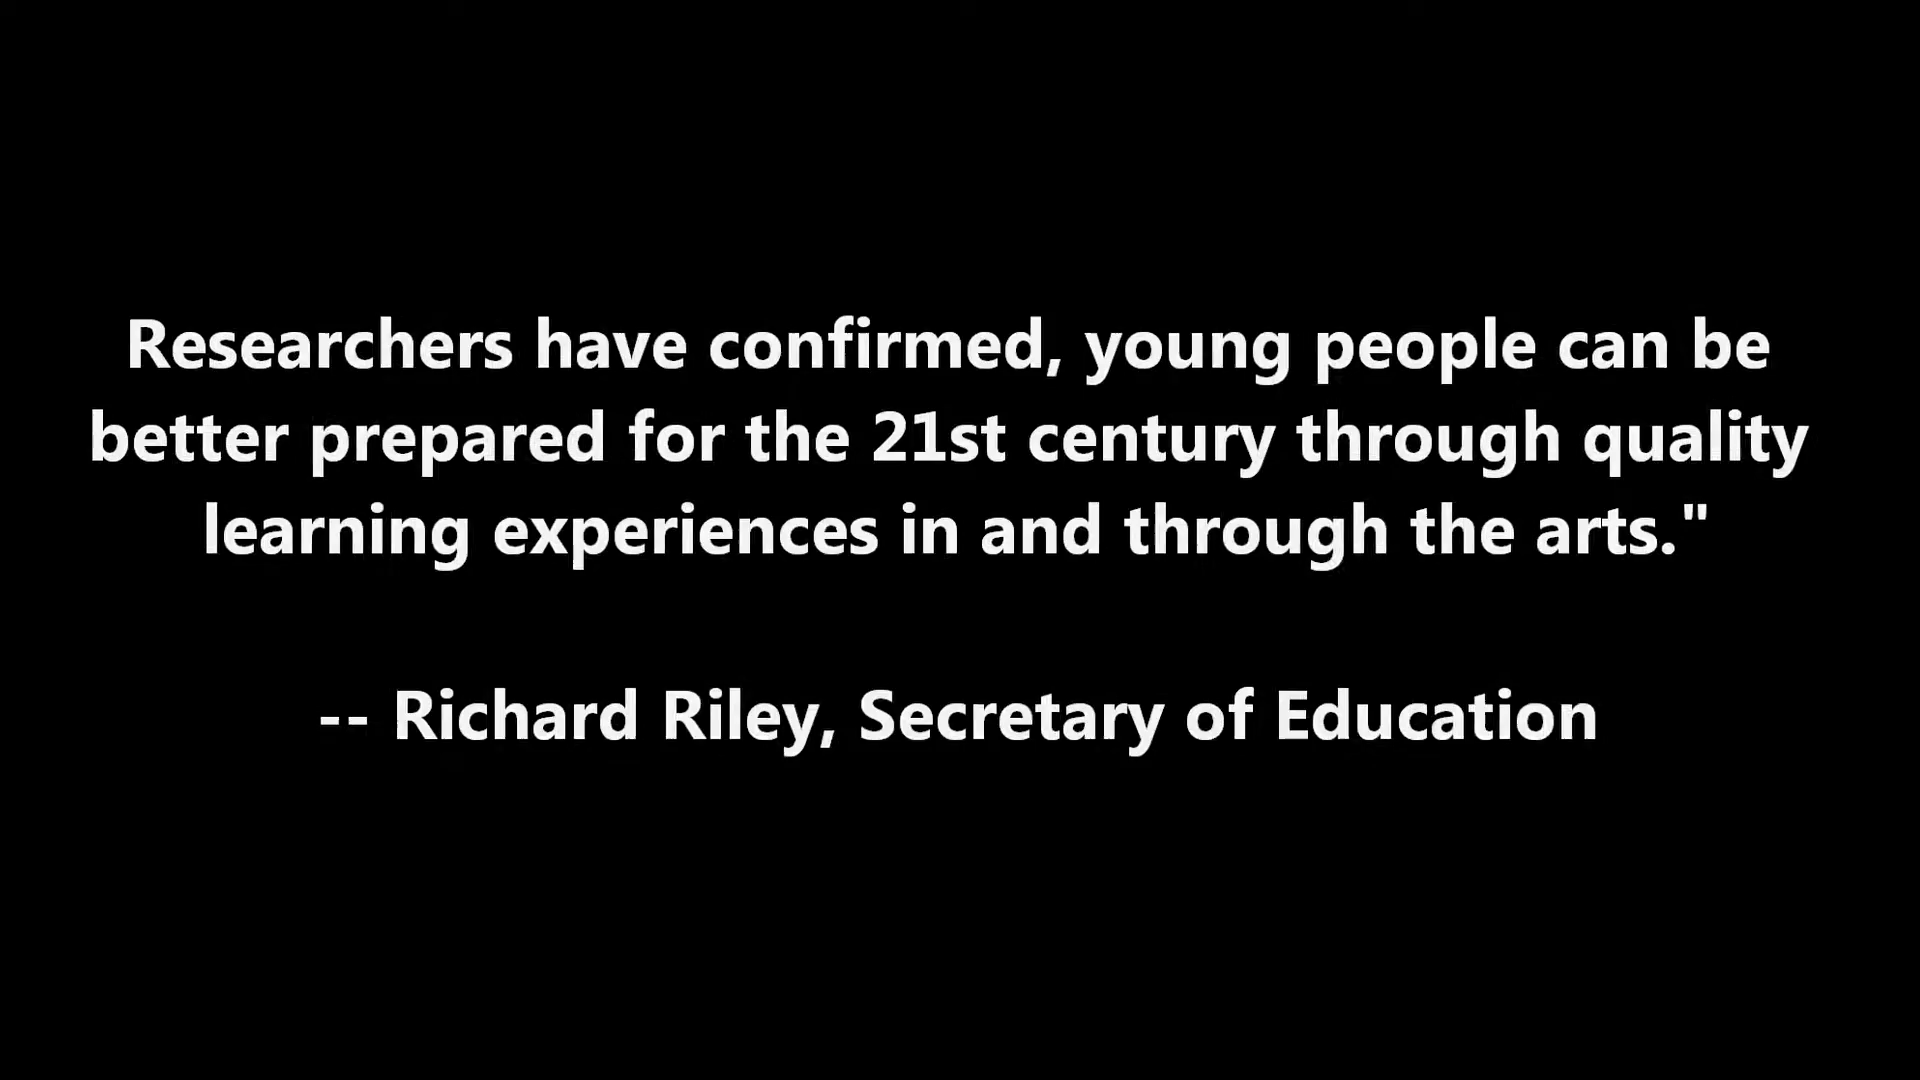 Researchers have confirmed, young people can be
better prepared for the 21st century through quality
learning experiences in and through the arts."
-- Richard Riley, Secretary of Education